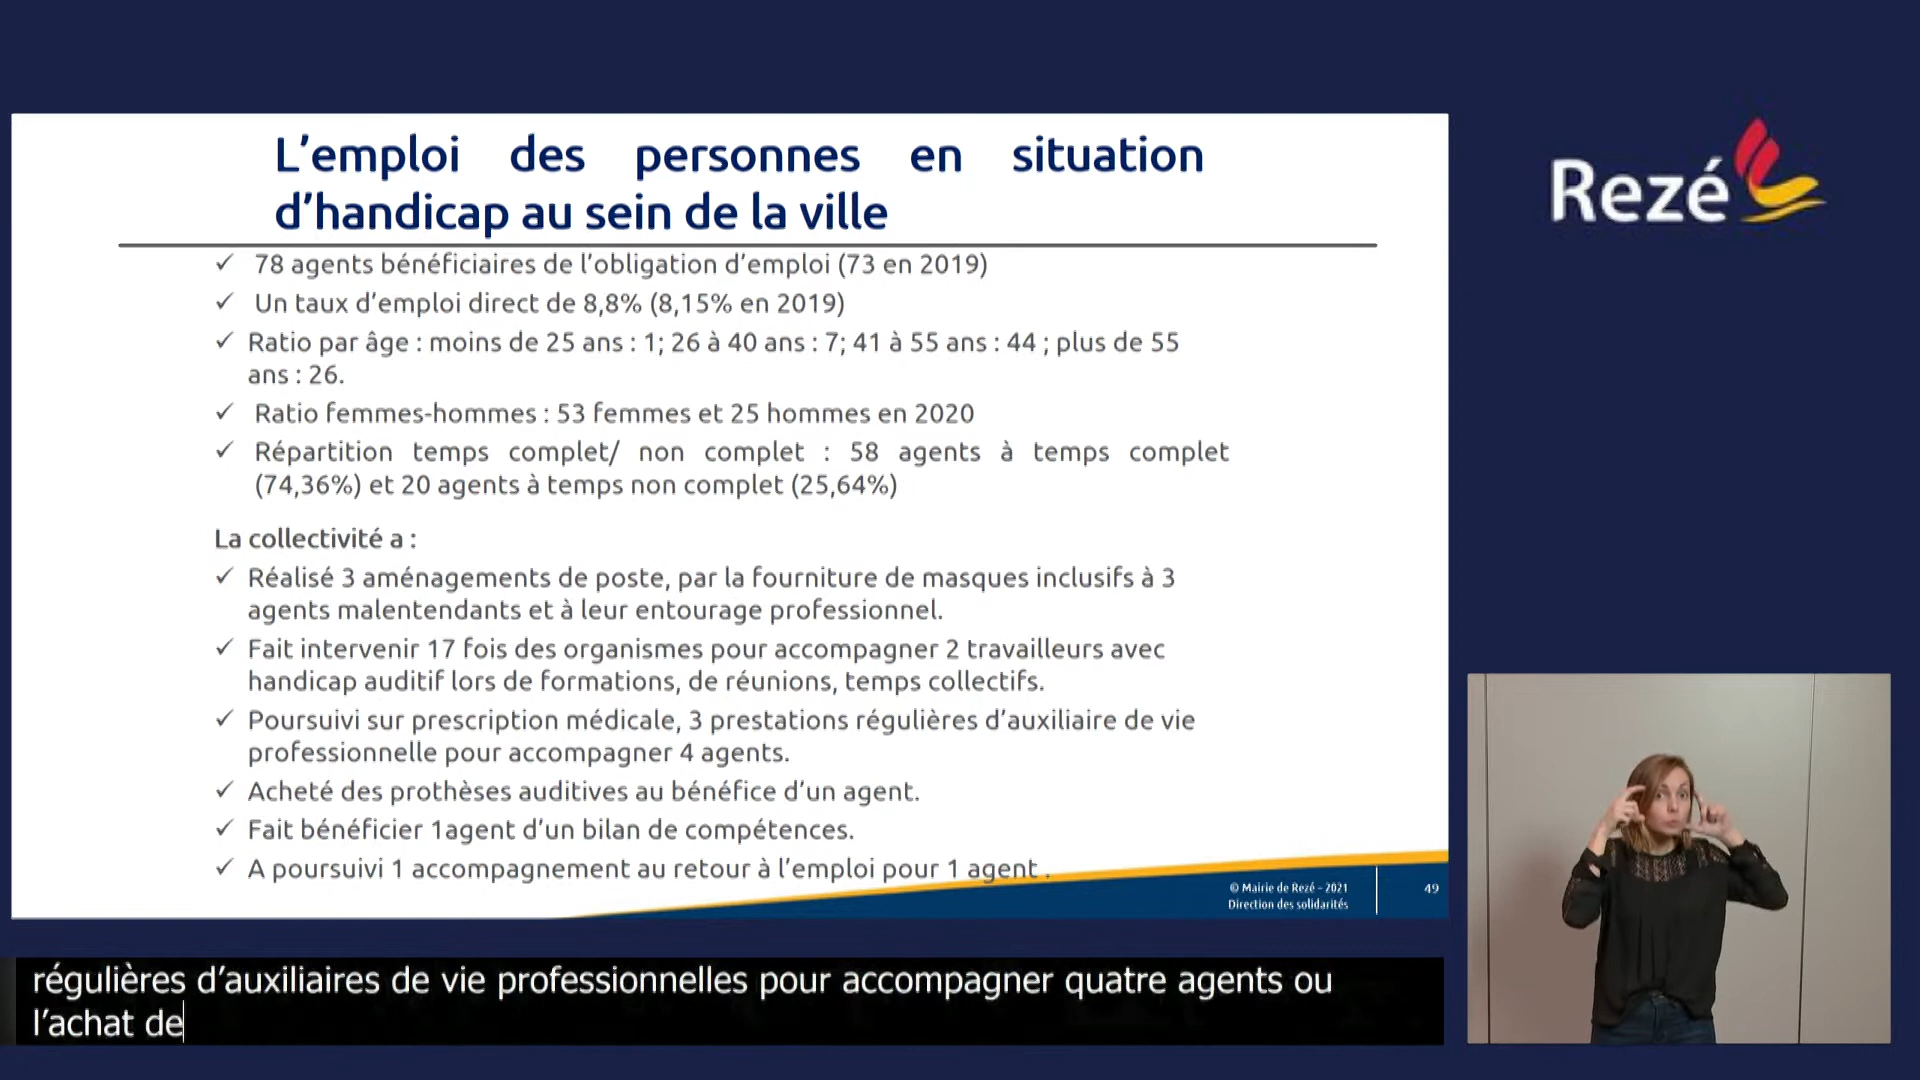 L'emploi des personnes en situation
d'handicap au sein de la ville
✓ 78 agents bénéficiaires de l'obligation d'emploi (73 en 2019)
✓ Un taux d'emploi direct de 8,8% (8,15% en 2019)
✓ Ratio par âge : moins de 25 ans : 1; 26 à 40 ans : 7; 41 à 55 ans : 44 ; plus de 55
ans : 26.
✓ Ratio femmes-hommes : 53 femmes et 25 hommes en 2020
✓ Répartition temps complet/ non complet : 58 agents à temps complet
(74,36%) et 20 agents à temps non complet (25,64%)
La collectivité a :
✓ Réalisé 3 aménagements de poste, par la fourniture de masques inclusifs à 3
agents malentendants et à leur entourage professionnel.
✓ Fait intervenir 17 fois des organismes pour accompagner 2 travailleurs avec
handicap auditif lors de formations, de réunions, temps collectifs.
✓ Poursuivi sur prescription médicale, 3 prestations régulières d'auxiliaire de vie
professionnelle pour accompagner 4 agents.
✓ Acheté des prothèses auditives au bénéfice d'un agent.
✓ Fait bénéficier 1agent d'un bilan de compétences.
✓ A poursuivi 1 accompagnement au retour à l'emploi pour 1 agent .
© Mairie de Rezé - 2021
Direction des solidarités
49
Rezé
régulières d'auxiliaires de vie professionnelles pour accompagner quatre agents ou
l'achat de